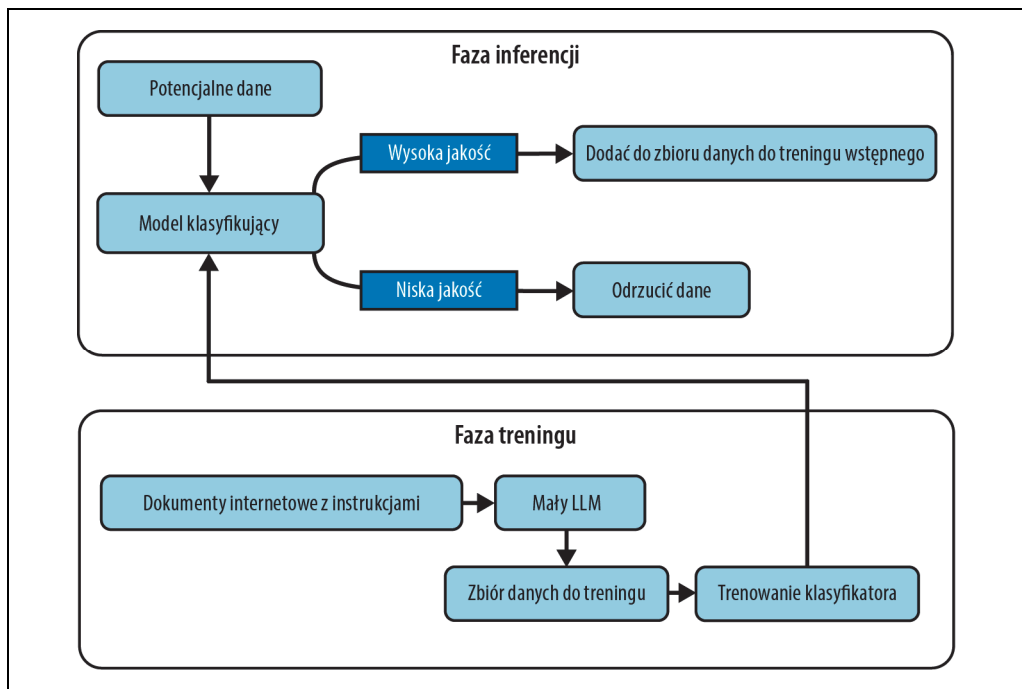 Faza inferencji
Potencjalne dane
Wysoka jakość
Dodać do zbioru danych do treningu wstępnego
Model klasyfikujący
Niska jakość
Odrzucić dane
Faza treningu
Dokumenty internetowe z instrukcjami
Mały LLM
Zbiór danych do treningu
Trenowanie klasyfikatora